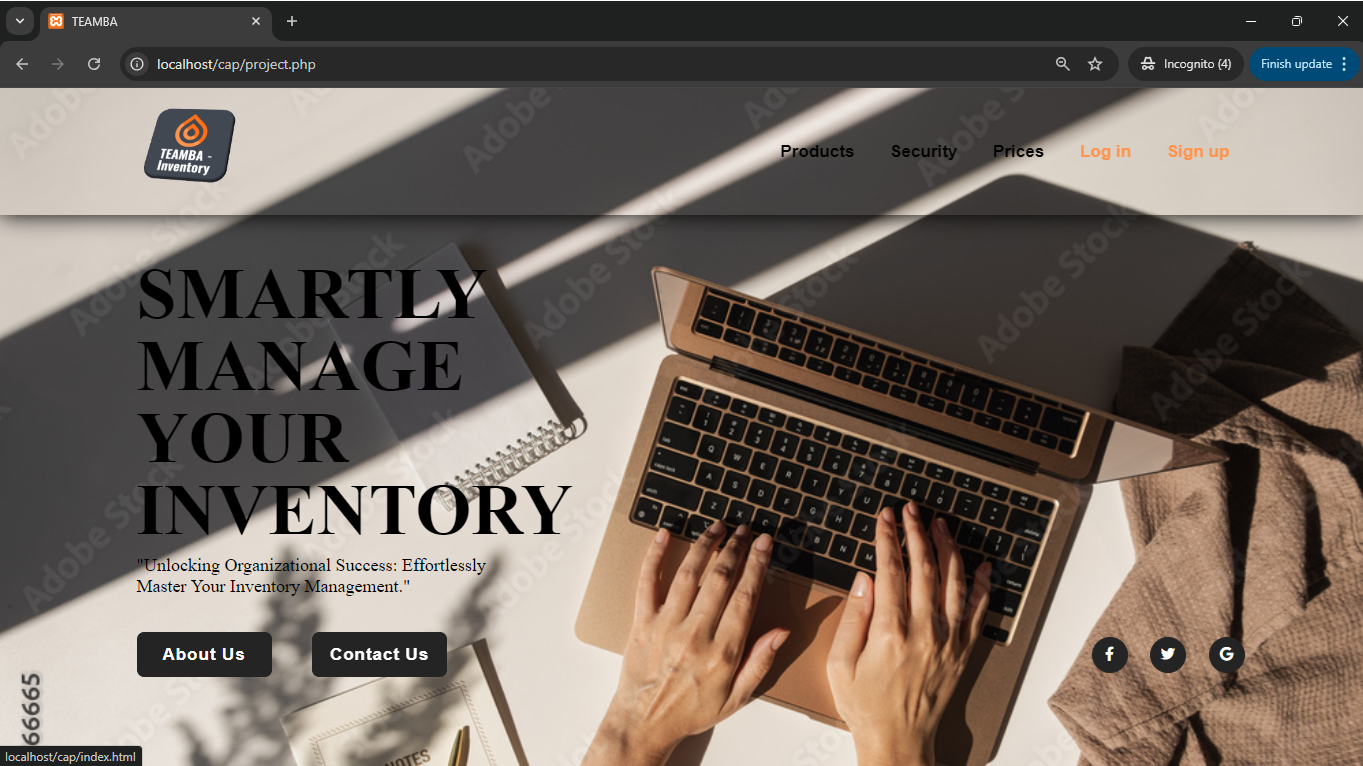 TEAMBA
localhost/cap/project.php
Incognito (4)
Finish update
TEAMBA -
Inventory
Products
Security
Prices
Log in
Sign up
SMARTLY
MANAGE
YOUR
INVENTORY
"Unlocking Organizational Success: Effortlessly
Master Your Inventory Management."
About Us
Contact Us
Adobe Stock
NOTES
66665
localhost/cap/index.html